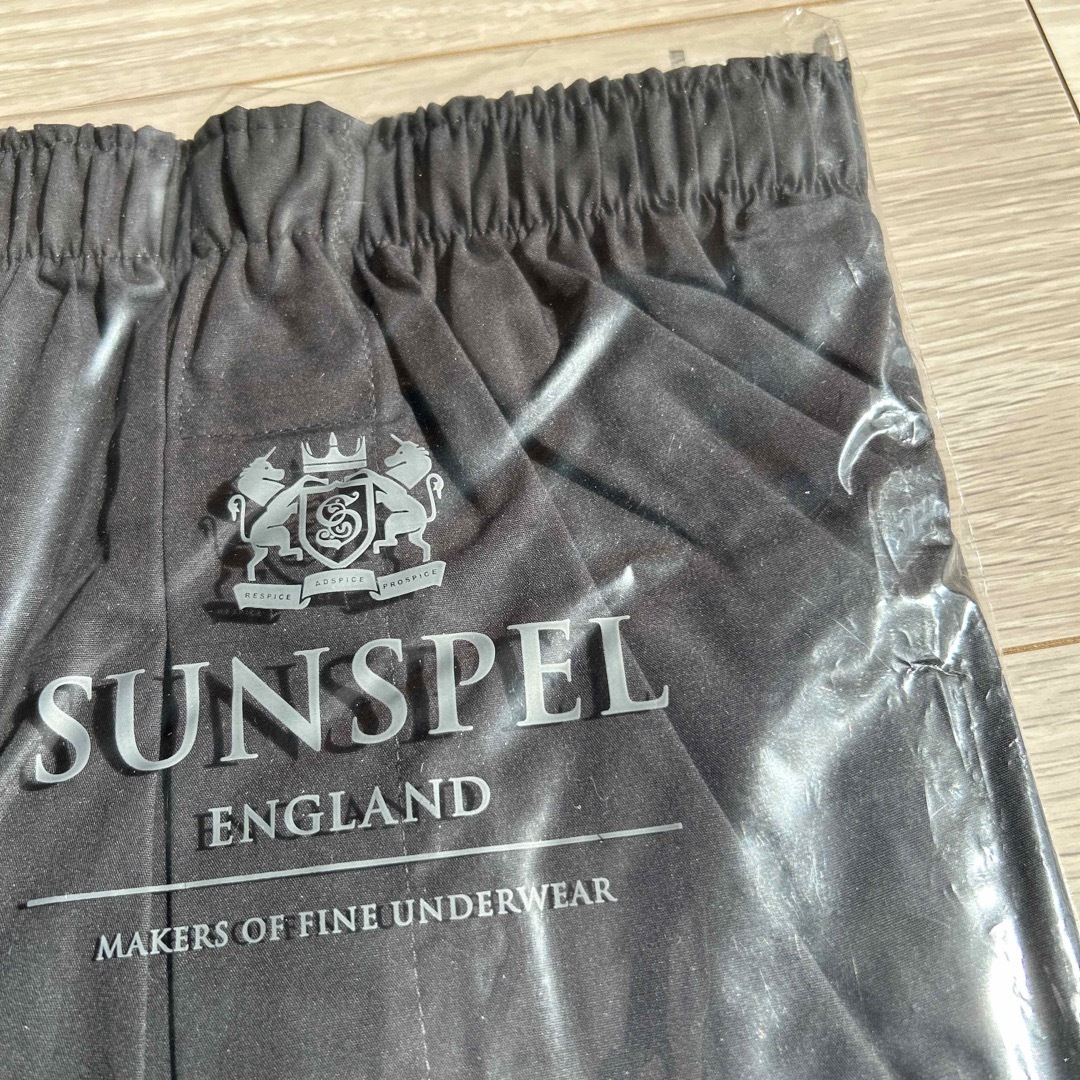 RESPICE ADSPICE PROSPICE
SUNSPEL
ENGLAND
MAKERS OF FINE UNDERWEAR